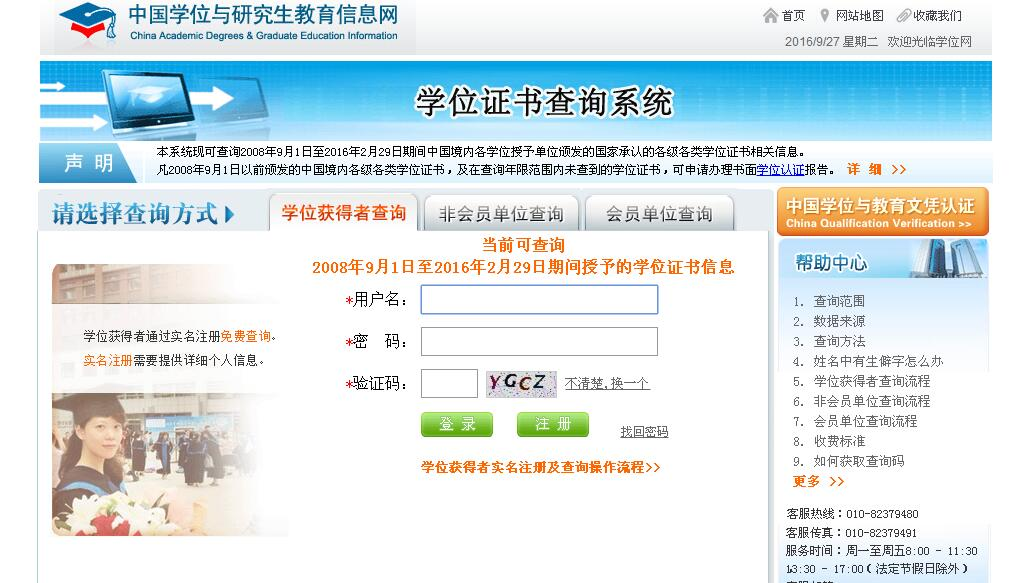 中国学位与研究生教育信息网
China Academic Degrees & Graduate Education Information
首页 网站地图 收藏我们
2016/9/27 星期二 欢迎光临学位网
学位证书查询系统
声 明
本系统现可查询2008年9月1日至2016年2月29日期间中国境内各学位授予单位颁发的国家承认的各级各类学位证书相关信息。
凡2008年9月1日以前颁发的中国境内各级各类学位证书，及在查询年限范围内未查到的学位证书，可申请办理书面学位认证报告。 详 细 >>
请选择查询方式
学位获得者查询 非会员单位查询 会员单位查询
当前可查询
2008年9月1日至2016年2月29日期间授予的学位证书信息
学位获得者通过实名注册免费查询。
实名注册需要提供详细个人信息。
*用户名：
*密 码：
*验证码： YGCZ 不清楚,换一个
登 录 注 册 找回密码
学位获得者实名注册及查询操作流程>>
中国学位与教育文凭认证
China Qualification Verification >>
帮助中心
1. 查询范围
2. 数据来源
3. 查询方法
4. 姓名中有生僻字怎么办
5. 学位获得者查询流程
6. 非会员单位查询流程
7. 会员单位查询流程
8. 收费标准
9. 如何获取查询码
更多 >>
客服热线：010-82379480
客服传真：010-82379491
服务时间：周一至周五8:00 - 11:30
13:30 - 17:00（法定节假日除外）